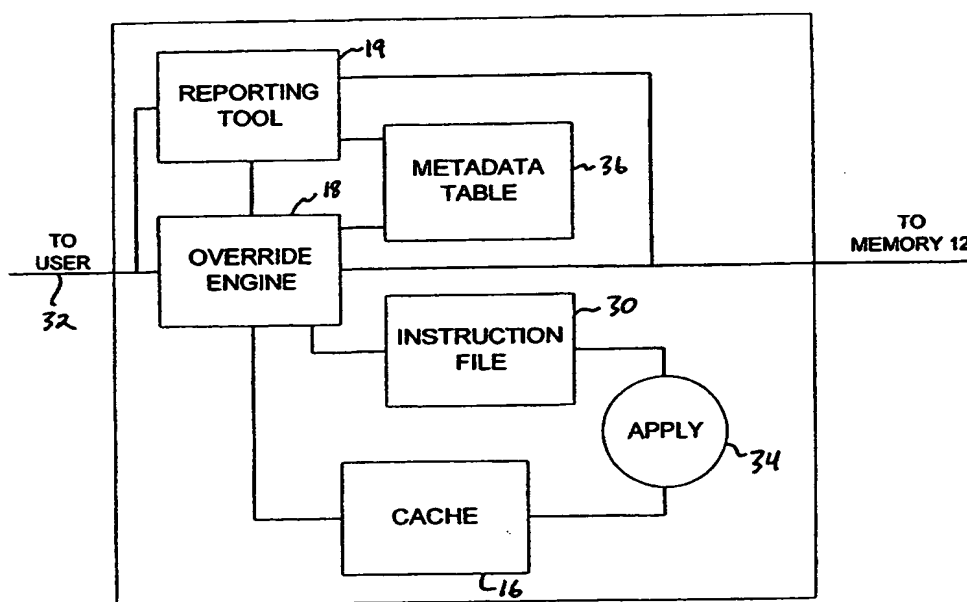 19
REPORTING
TOOL
METADATA
TABLE
36
18
TO
USER
32
OVERRIDE
ENGINE
TO
MEMORY 12
30
INSTRUCTION
FILE
APPLY
34
CACHE
16